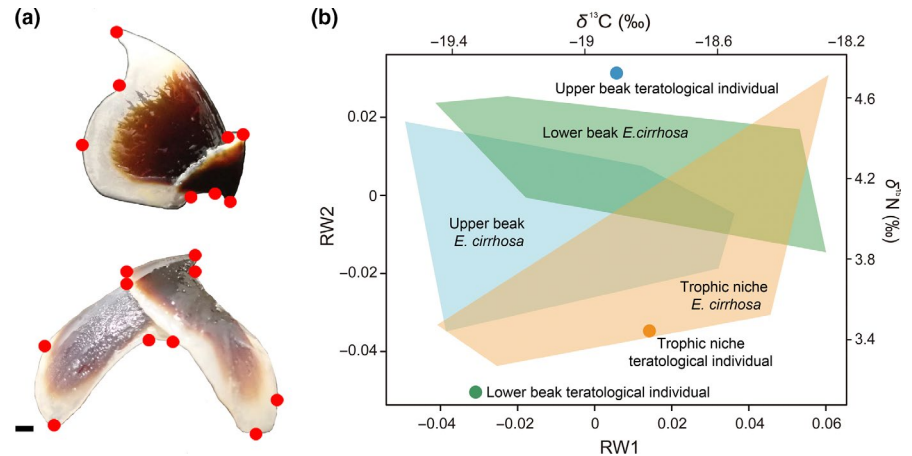 (a)
(b)
δ¹³C (‰)
−19.4
−19
−18.6
−18.2
Upper beak teratological individual
Lower beak E.cirrhosa
Upper beak
E. cirrhosa
Trophic niche
E. cirrhosa
Trophic niche
teratological individual
Lower beak teratological individual
RW2
0.02
0
−0.02
−0.04
4.6
4.2
3.8
3.4
N (‰)
−0.04
−0.02
0
0.02
0.04
0.06
RW1